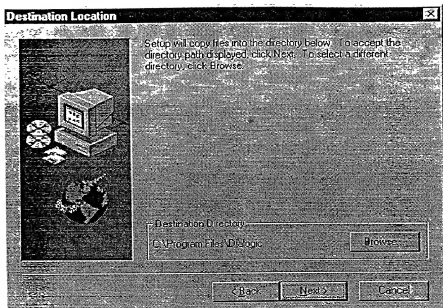 Destination Location
Setup will copy files into the directory below. To accept the
directory path displayed, click Next. To select a different
directory, click Browse.
Destination Directory
C:\Program Files\Dialogic
Browse...
< Back
Next >
Cancel